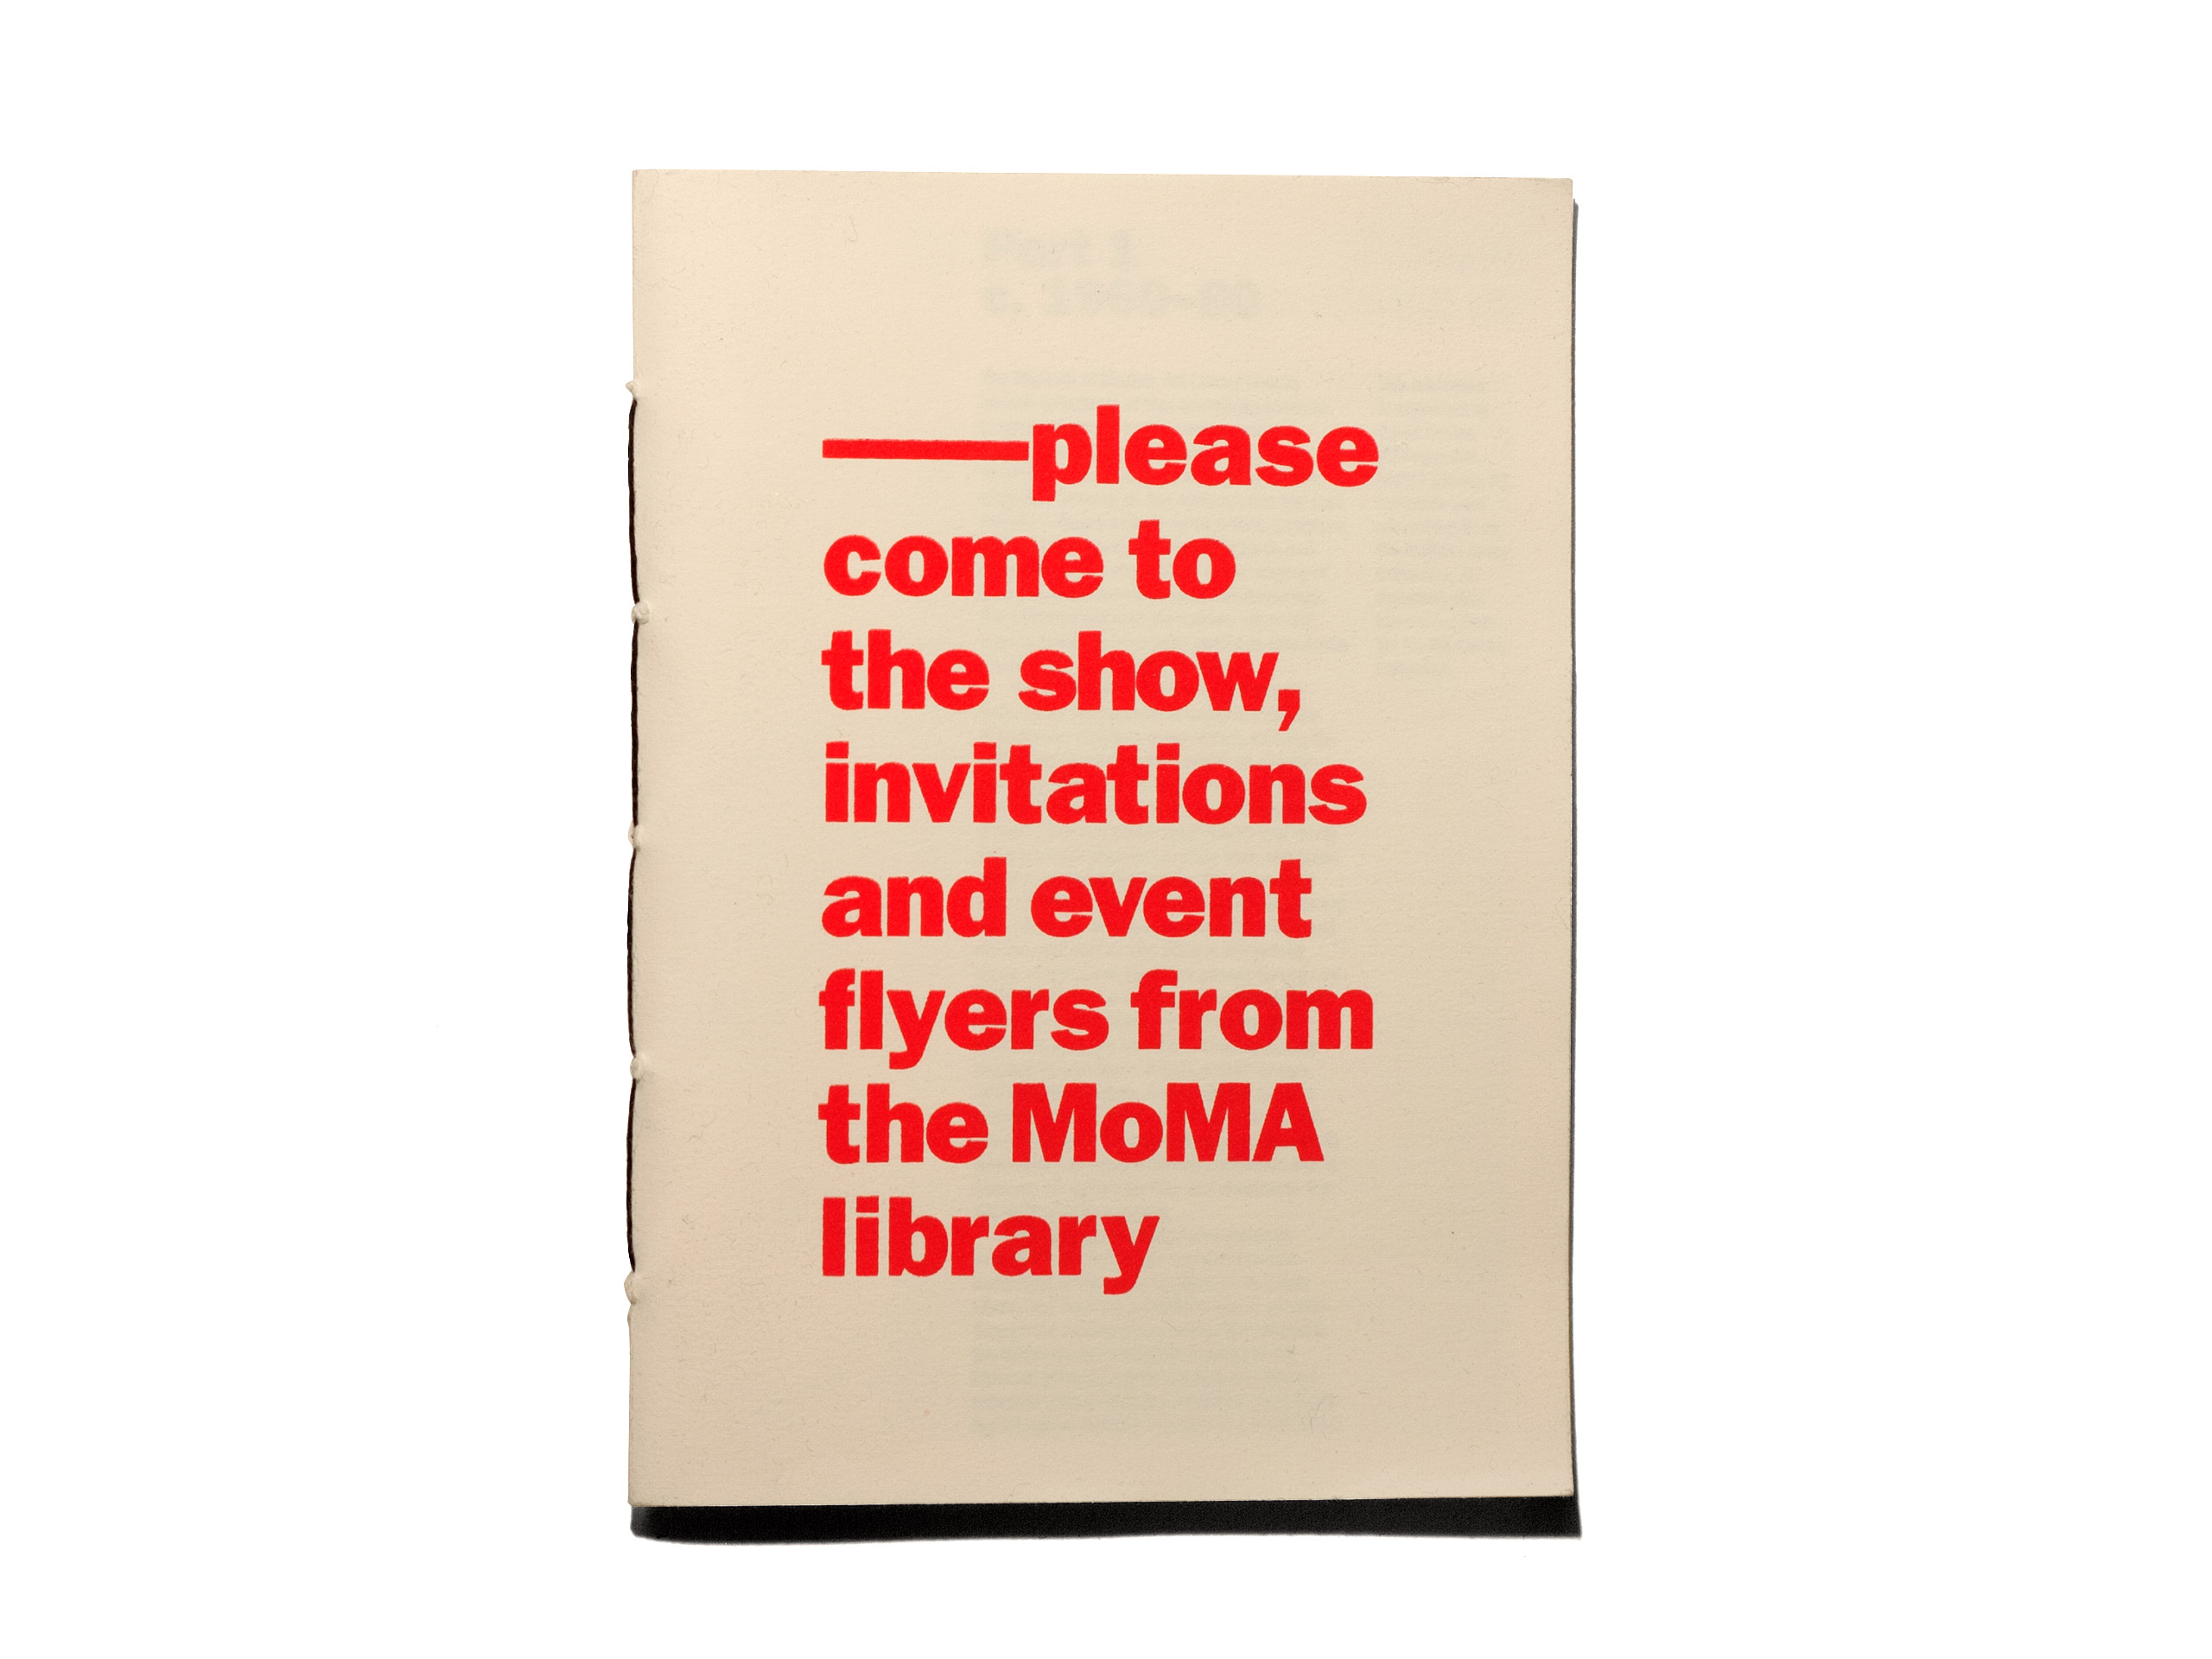 ——please
come to
the show,
invitations
and event
flyers from
the MoMA
library